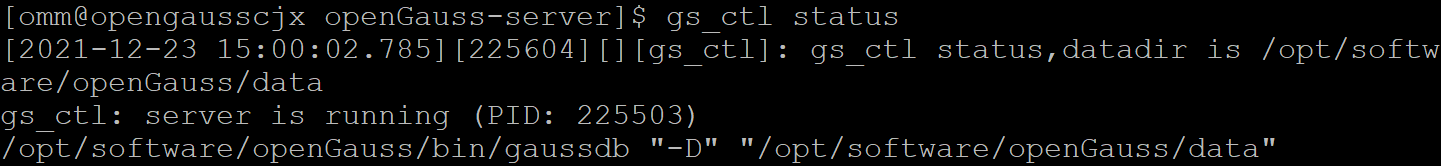 [omm@opengausscjx openGauss-server]$ gs_ctl status
[2021-12-23 15:00:02.785][225604][][gs_ctl]: gs_ctl status,datadir is /opt/softw
are/openGauss/data
gs_ctl: server is running (PID: 225503)
/opt/software/openGauss/bin/gaussdb "-D" "/opt/software/openGauss/data"